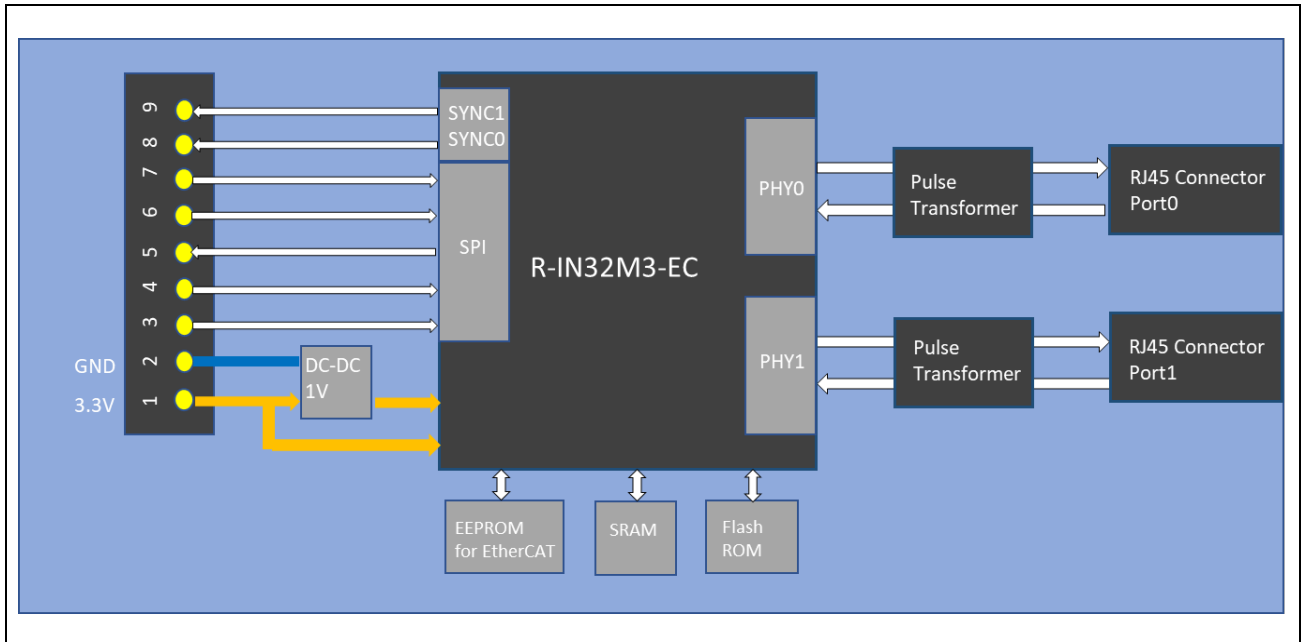 9
8
7
6
5
4
3
2
1
GND
3.3V
SYNC1
SYNC0
SPI
DC-DC
1V
R-IN32M3-EC
PHY0
PHY1
Pulse
Transformer
RJ45 Connector
Port0
Pulse
Transformer
RJ45 Connector
Port1
EEPROM
for EtherCAT
SRAM
Flash
ROM